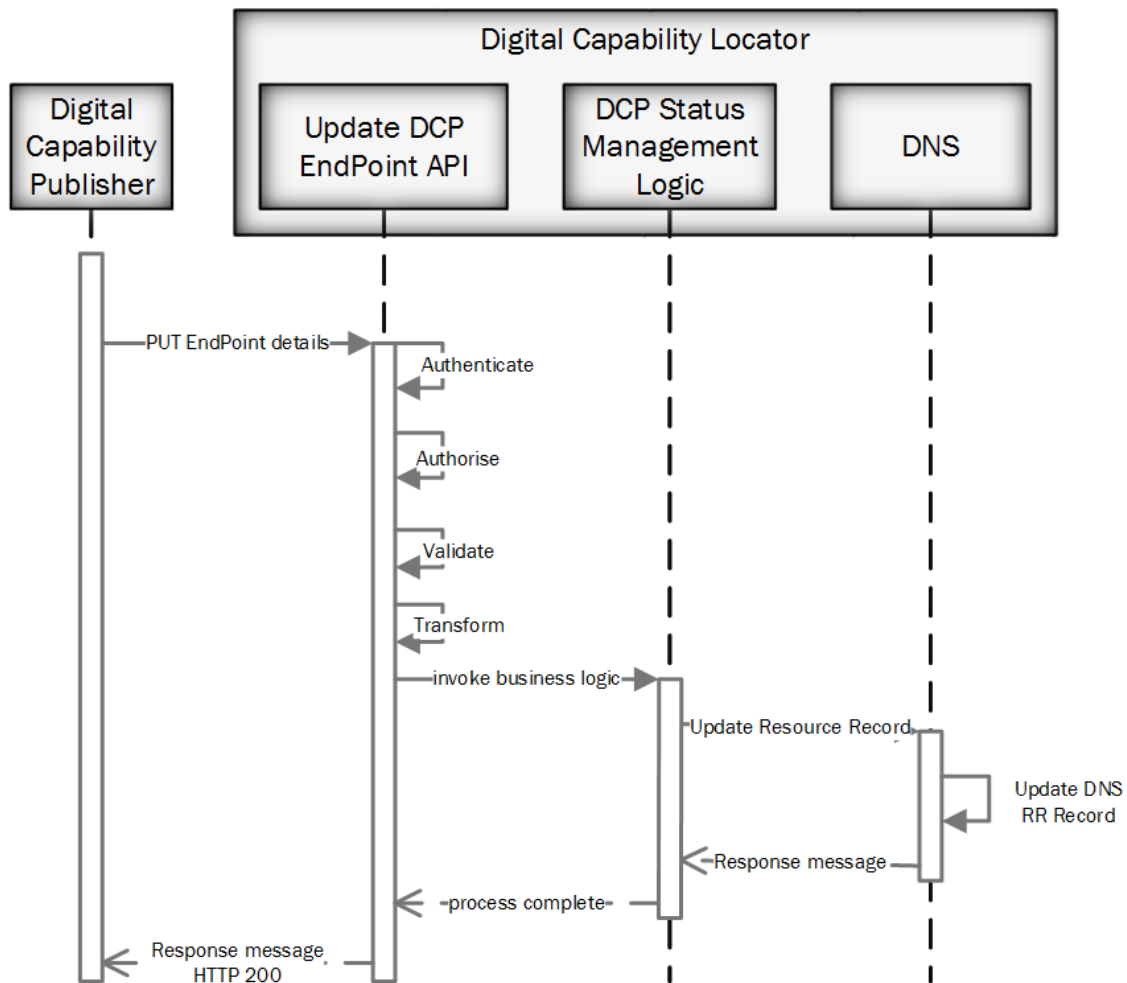 Digital Capability Locator
Digital
Capability
Publisher
Update DCP
EndPoint API
DCP Status
Management
Logic
DNS
PUT EndPoint details
Authenticate
Authorise
Validate
Transform
invoke business logic
Update Resource Record
Update DNS
RR Record
Response message
process complete
Response message
HTTP 200